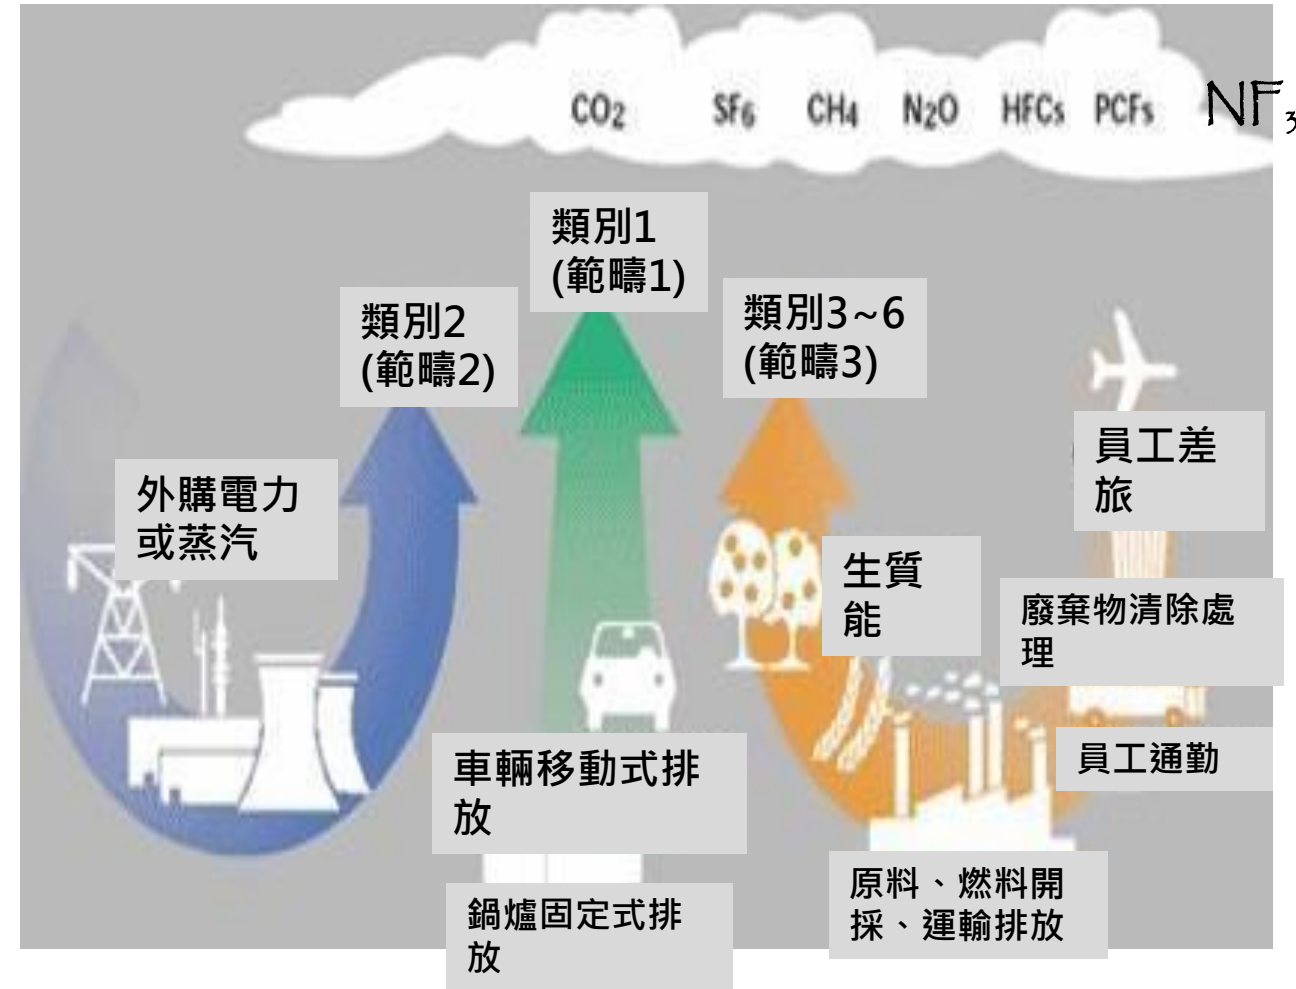 CO2 SF6 CH4 N2O HFCs PCFs NF3
類別1
(範疇1)
類別2
(範疇2)
類別3~6
(範疇3)
外購電力
或蒸汽
員工差
旅
生質
能
廢棄物清除處
理
員工通勤
車輛移動式排
放
鍋爐固定式排
放
原料、燃料開
採、運輸排放